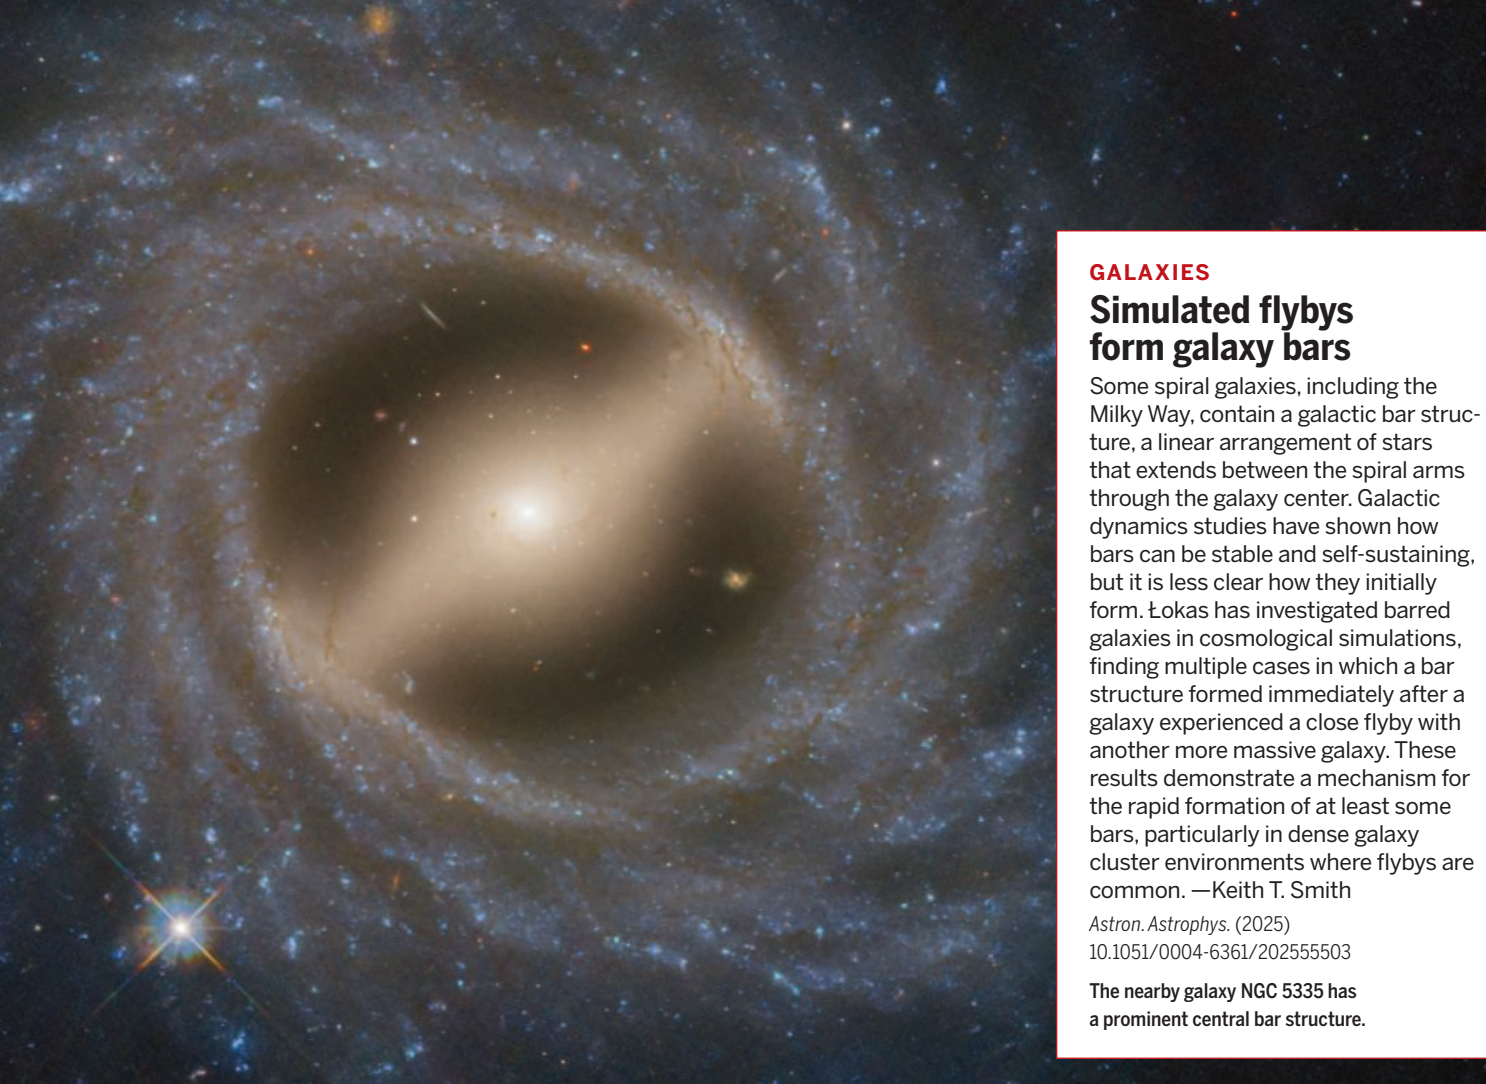 GALAXIES
Simulated flybys
form galaxy bars
Some spiral galaxies, including the
Milky Way, contain a galactic bar struc-
ture, a linear arrangement of stars
that extends between the spiral arms
through the galaxy center. Galactic
dynamics studies have shown how
bars can be stable and self-sustaining,
but it is less clear how they initially
form. Łokas has investigated barred
galaxies in cosmological simulations,
finding multiple cases in which a bar
structure formed immediately after a
galaxy experienced a close flyby with
another more massive galaxy. These
results demonstrate a mechanism for
the rapid formation of at least some
bars, particularly in dense galaxy
cluster environments where flybys are
common. —Keith T. Smith
Astron. Astrophys. (2025)
10.1051/0004-6361/202555503
The nearby galaxy NGC 5335 has
a prominent central bar structure.